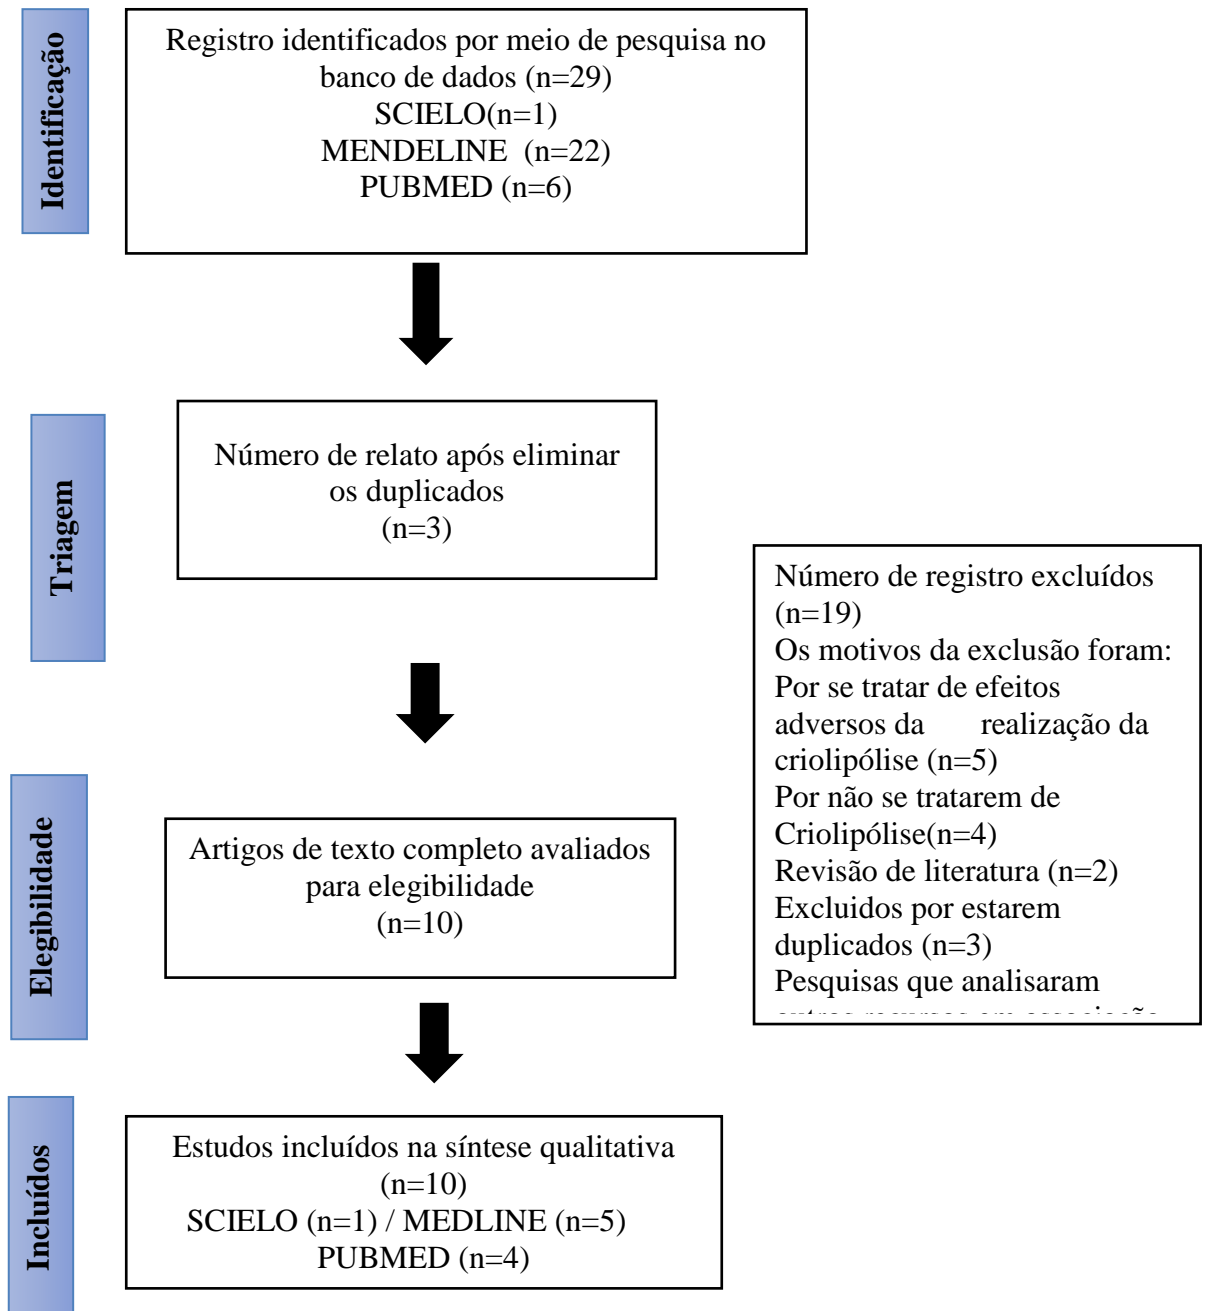 Identificação
Registro identificados por meio de pesquisa no
banco de dados (n=29)
SCIELO(n=1)
MENDELINE (n=22)
PUBMED (n=6)
Triagem
Número de relato após eliminar
os duplicados
(n=3)
Número de registro excluídos
(n=19)
Os motivos da exclusão foram:
Por se tratar de efeitos
adversos da realização da
criolipólise (n=5)
Por não se tratarem de
Criolipólise(n=4)
Revisão de literatura (n=2)
Excluidos por estarem
duplicados (n=3)
Pesquisas que analisaram
Elegibilidade
Artigos de texto completo avaliados
para elegibilidade
(n=10)
Incluídos
Estudos incluídos na síntese qualitativa
(n=10)
SCIELO (n=1) / MEDLINE (n=5)
PUBMED (n=4)